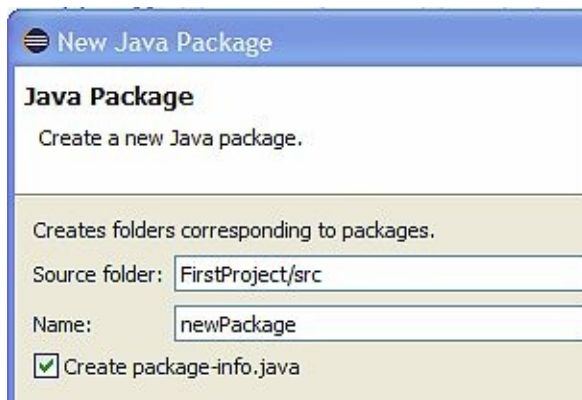 New Java Package
Java Package
Create a new Java package.
Creates folders corresponding to packages.
Source folder: FirstProject/src
Name: newPackage
Create package-info.java